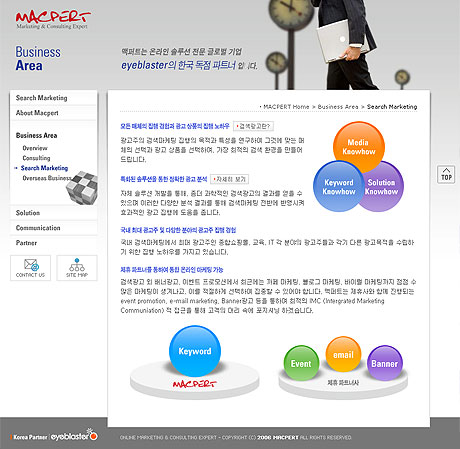 MACPERT
Marketing & Consulting Expert
Business
Area
맥퍼트는 온라인 솔루션 전문 글로벌 기업
eyeblaster의 한국 독점 파트너 입니다.
MACPERT Home > Business Area > Search Marketing
Search Marketing
About Macpert
Business Area
Overview
Consulting
Search Marketing
Overseas Business
Solution
Communication
Partner
CONTACT US
SITE MAP
모든 매체의 집행 경험과 광고 상품의 집행 노하우
검색광고란?
광고주의 검색마케팅 집행의 목적과 특성을 연구하여 그것에 맞는 매
체의 선택과 광고 상품을 선택하여, 가장 최적의 검색 환경을 만들어
드립니다.
특화된 솔루션을 통한 정확한 광고 분석
자세히 보기
자체 솔루션 개발을 통해, 좀더 과학적인 검색광고의 결과를 얻을 수
있으며 이러한 다양한 분석 결과를 통해 검색마케팅 전반에 반영시켜
효과적인 광고 집행에 도움을 줍니다.
국내 최대 광고주 및 다양한 분야의 광고주 집행 경험
국내 검색마케팅에서 최대 광고주인 종합쇼핑몰, 교육, IT 각 분야의 광고주들과 각기 다른 광고목적을 수립하
기 위한 집행 노하우를 가지고 있습니다.
제휴 파트너를 통하여 통합 온라인 마케팅 가능
검색광고 외 배너광고, 이벤트 프로모션에서 최근에는 카페 마케팅, 블로그 마케팅, 바이럴 마케팅까지 점점 수
많은 마케팅이 생겨나고, 이를 적절하게 선택하여 집중할 수 있어야 합니다. 맥퍼트는 제휴사와 함께 진행되는
event promotion, e-mail marketing, Banner광고 등을 통하여 최적의 IMC (Intergrated Marketing
Communiation) 적 접근을 통해 고객의 머리 속에 포지셔닝 하겠습니다.
Media
Knowhow
Keyword
Knowhow
Solution
Knowhow
TOP
Keyword
MACPERT
Event
email
Banner
제휴 파트너사
Korea Partner
eyeblaster
ONLINE MARKETING & CONSULTING EXPERT - COPYRIGHT (C) 2006 MACPERT ALL RIGHTS RESERVED.